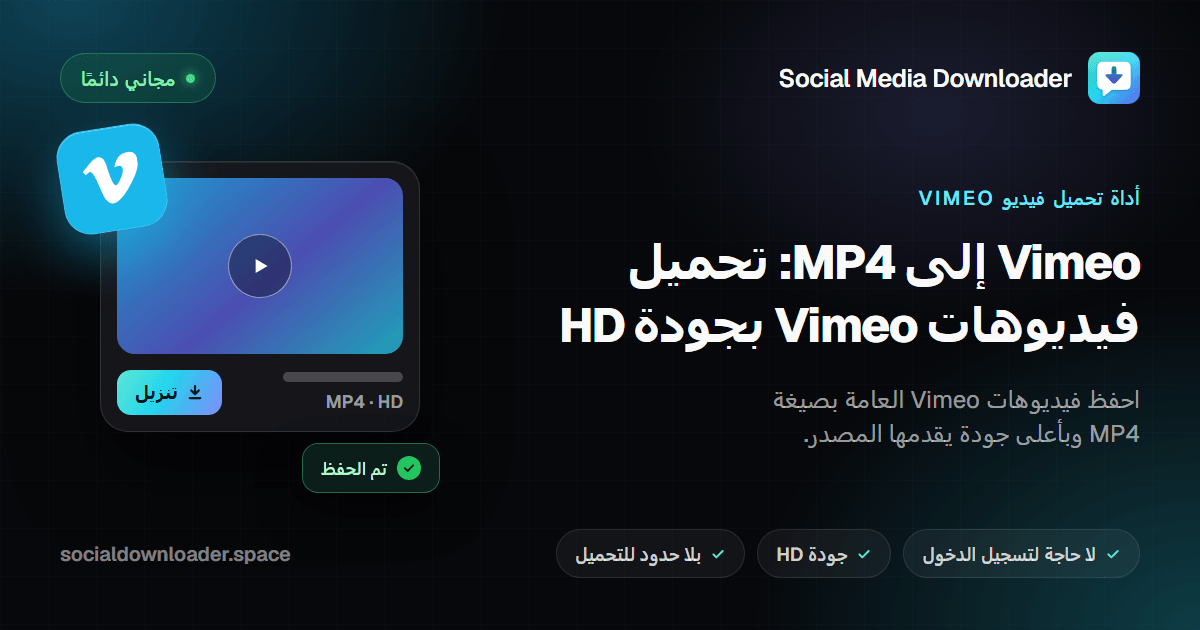 Social Media Downloader
مجاني دائمًا
أداة تحميل فيديو VIMEO
Vimeo إلى MP4: تحميل
فيديوهات Vimeo بجودة HD
احفظ فيديوهات Vimeo العامة بصيغة
MP4 وبأعلى جودة يقدمها المصدر.
MP4 · HD
تنزيل
تم الحفظ
لا حاجة لتسجيل الدخول
جودة HD
بلا حدود للتحميل
socialdownloader.space